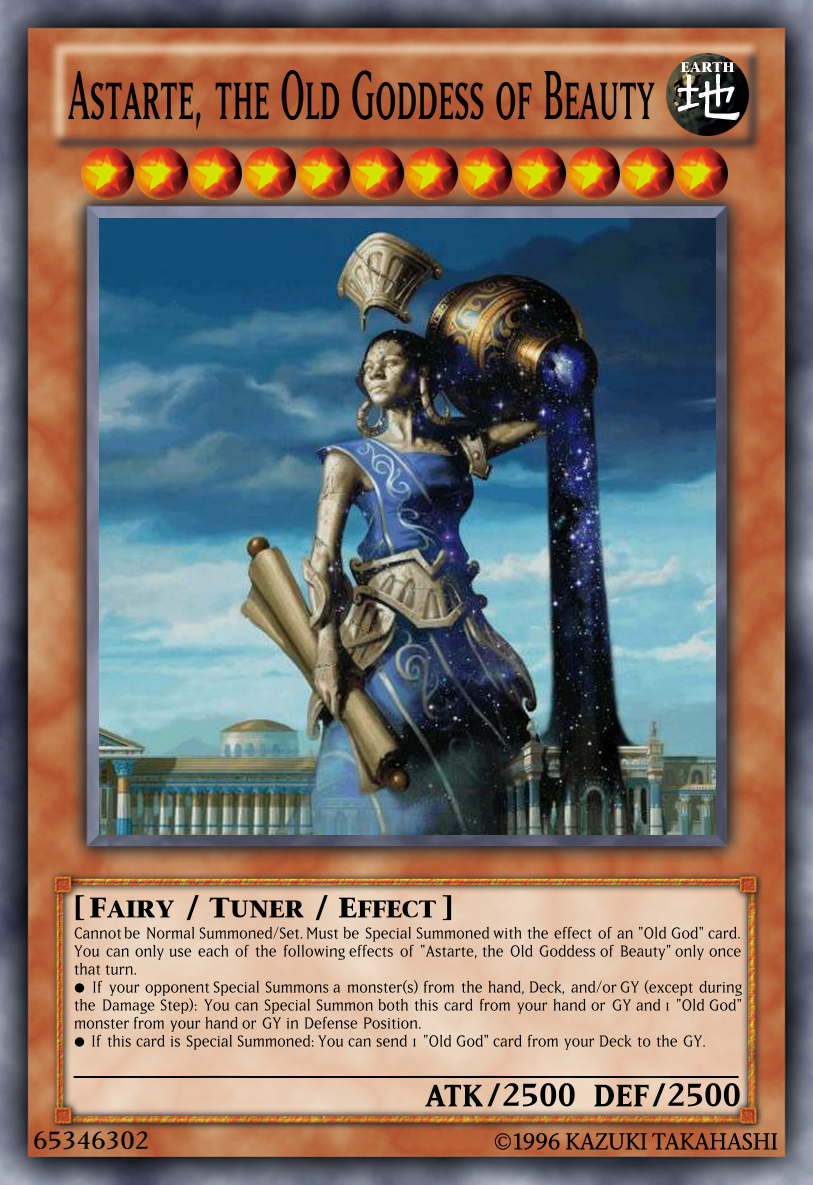 ASTARTE, THE OLD GODDESS OF BEAUTY
EARTH
地
[ FAIRY / TUNER / EFFECT ]
Cannot be Normal Summoned/Set. Must be Special Summoned with the effect of an "Old God" card.
You can only use each of the following effects of "Astarte, the Old Goddess of Beauty" only once
that turn.
● If your opponent Special Summons a monster(s) from the hand, Deck, and/or GY (except during
the Damage Step): You can Special Summon both this card from your hand or GY and 1 "Old God"
monster from your hand or GY in Defense Position.
● If this card is Special Summoned: You can send 1 "Old God" card from your Deck to the GY.
ATK/2500 DEF/2500
65346302
©1996 KAZUKI TAKAHASHI